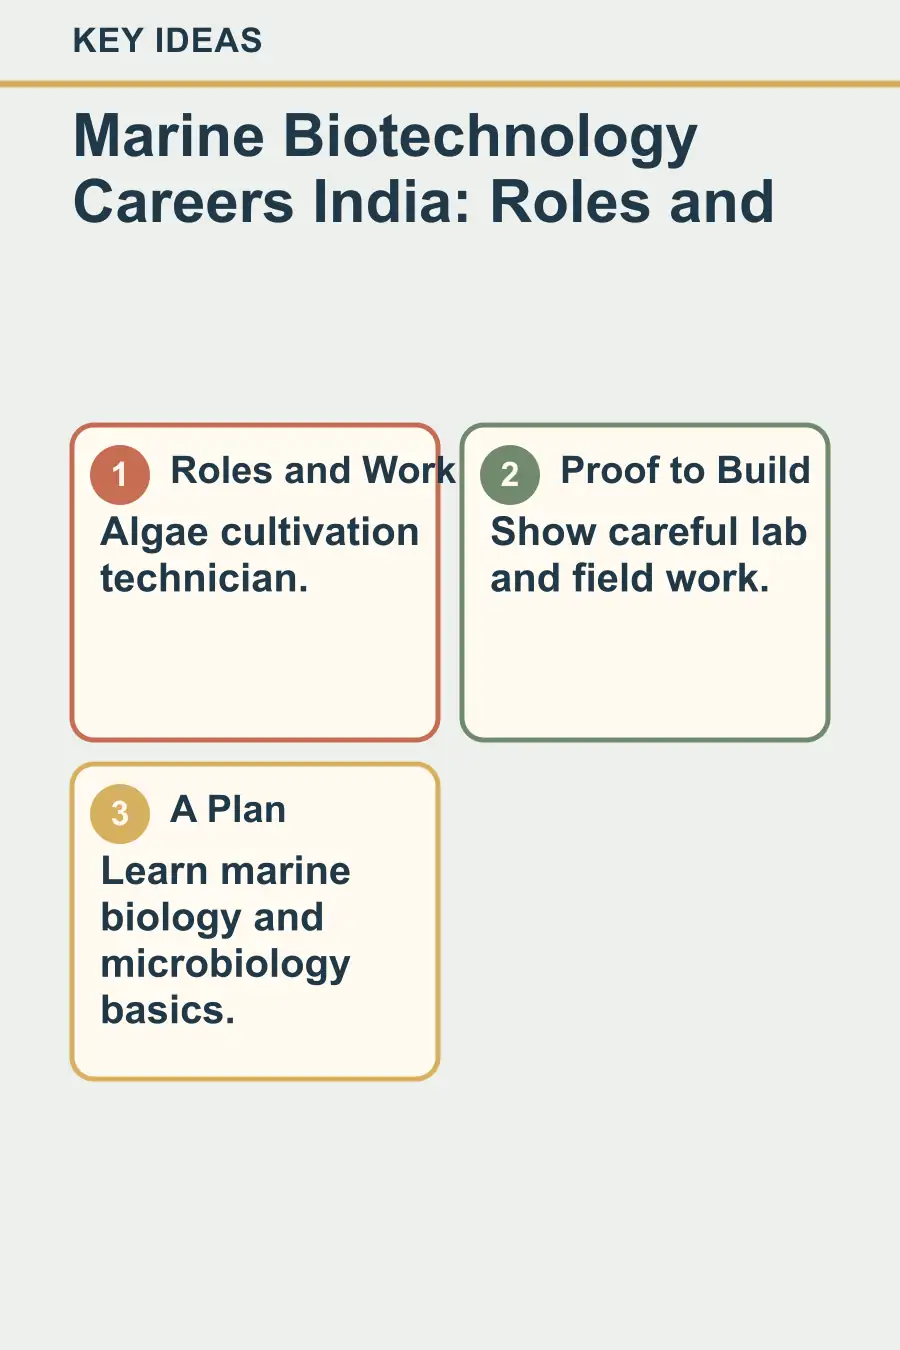 KEY IDEAS
Marine Biotechnology
Careers India: Roles and
1
Roles and Work
Algae cultivation
technician.
2
Proof to Build
Show careful lab
and field work.
3
A Plan
Learn marine
biology and
microbiology
basics.